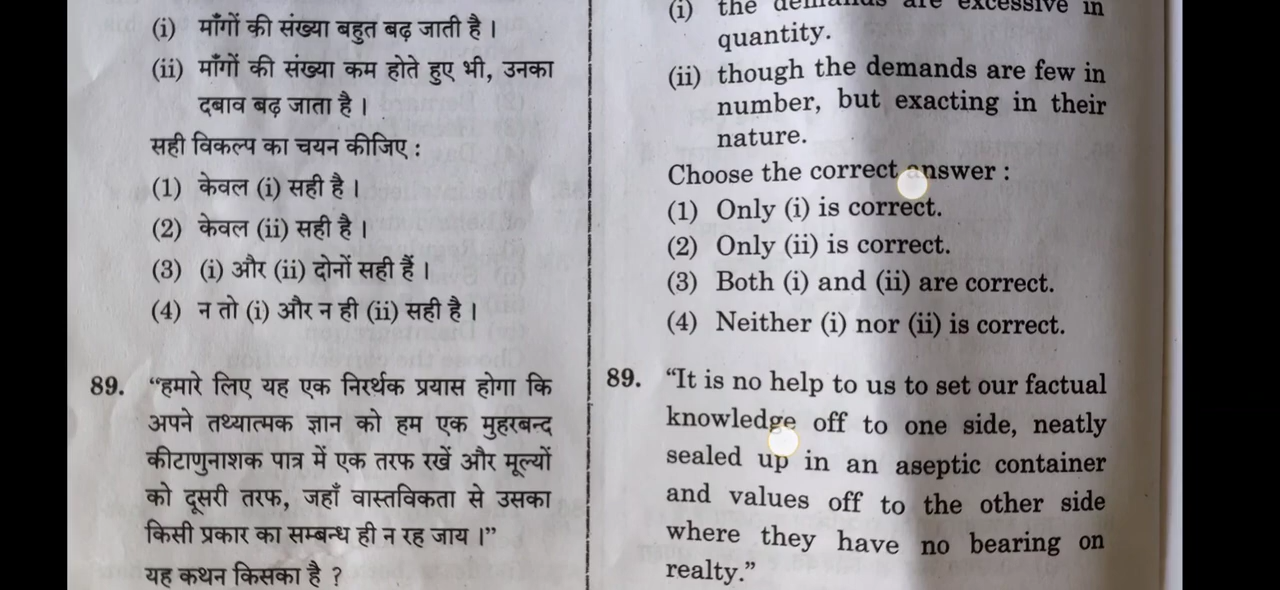 (i) माँगों की संख्या बहुत बढ़ जाती है ।
(ii) माँगों की संख्या कम होते हुए भी, उनका
दबाव बढ़ जाता है ।
सही विकल्प का चयन कीजिए :
(1) केवल (i) सही है ।
(2) केवल (ii) सही है ।
(3) (i) और (ii) दोनों सही हैं ।
(4) न तो (i) और न ही (ii) सही है ।
89. “हमारे लिए यह एक निरर्थक प्रयास होगा कि
अपने तथ्यात्मक ज्ञान को हम एक मुहरबन्द
कीटाणुनाशक पात्र में एक तरफ रखें और मूल्यों
को दूसरी तरफ, जहाँ वास्तविकता से उसका
किसी प्रकार का सम्बन्ध ही न रह जाय ।”
यह कथन किसका है ?
(i) the demands are excessive in
quantity.
(ii) though the demands are few in
number, but exacting in their
nature.
Choose the correct answer :
(1) Only (i) is correct.
(2) Only (ii) is correct.
(3) Both (i) and (ii) are correct.
(4) Neither (i) nor (ii) is correct.
89. “It is no help to us to set our factual
knowledge off to one side, neatly
sealed up in an aseptic container
and values off to the other side
where they have no bearing on
realty.”